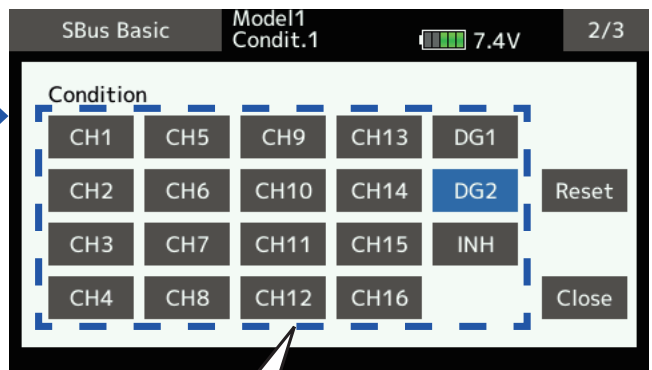 SBus Basic Model1 Condit.1 7.4V 2/3
Condition
CH1 CH5 CH9 CH13 DG1
CH2 CH6 CH10 CH14 DG2 Reset
CH3 CH7 CH11 CH15 INH
CH4 CH8 CH12 CH16 Close